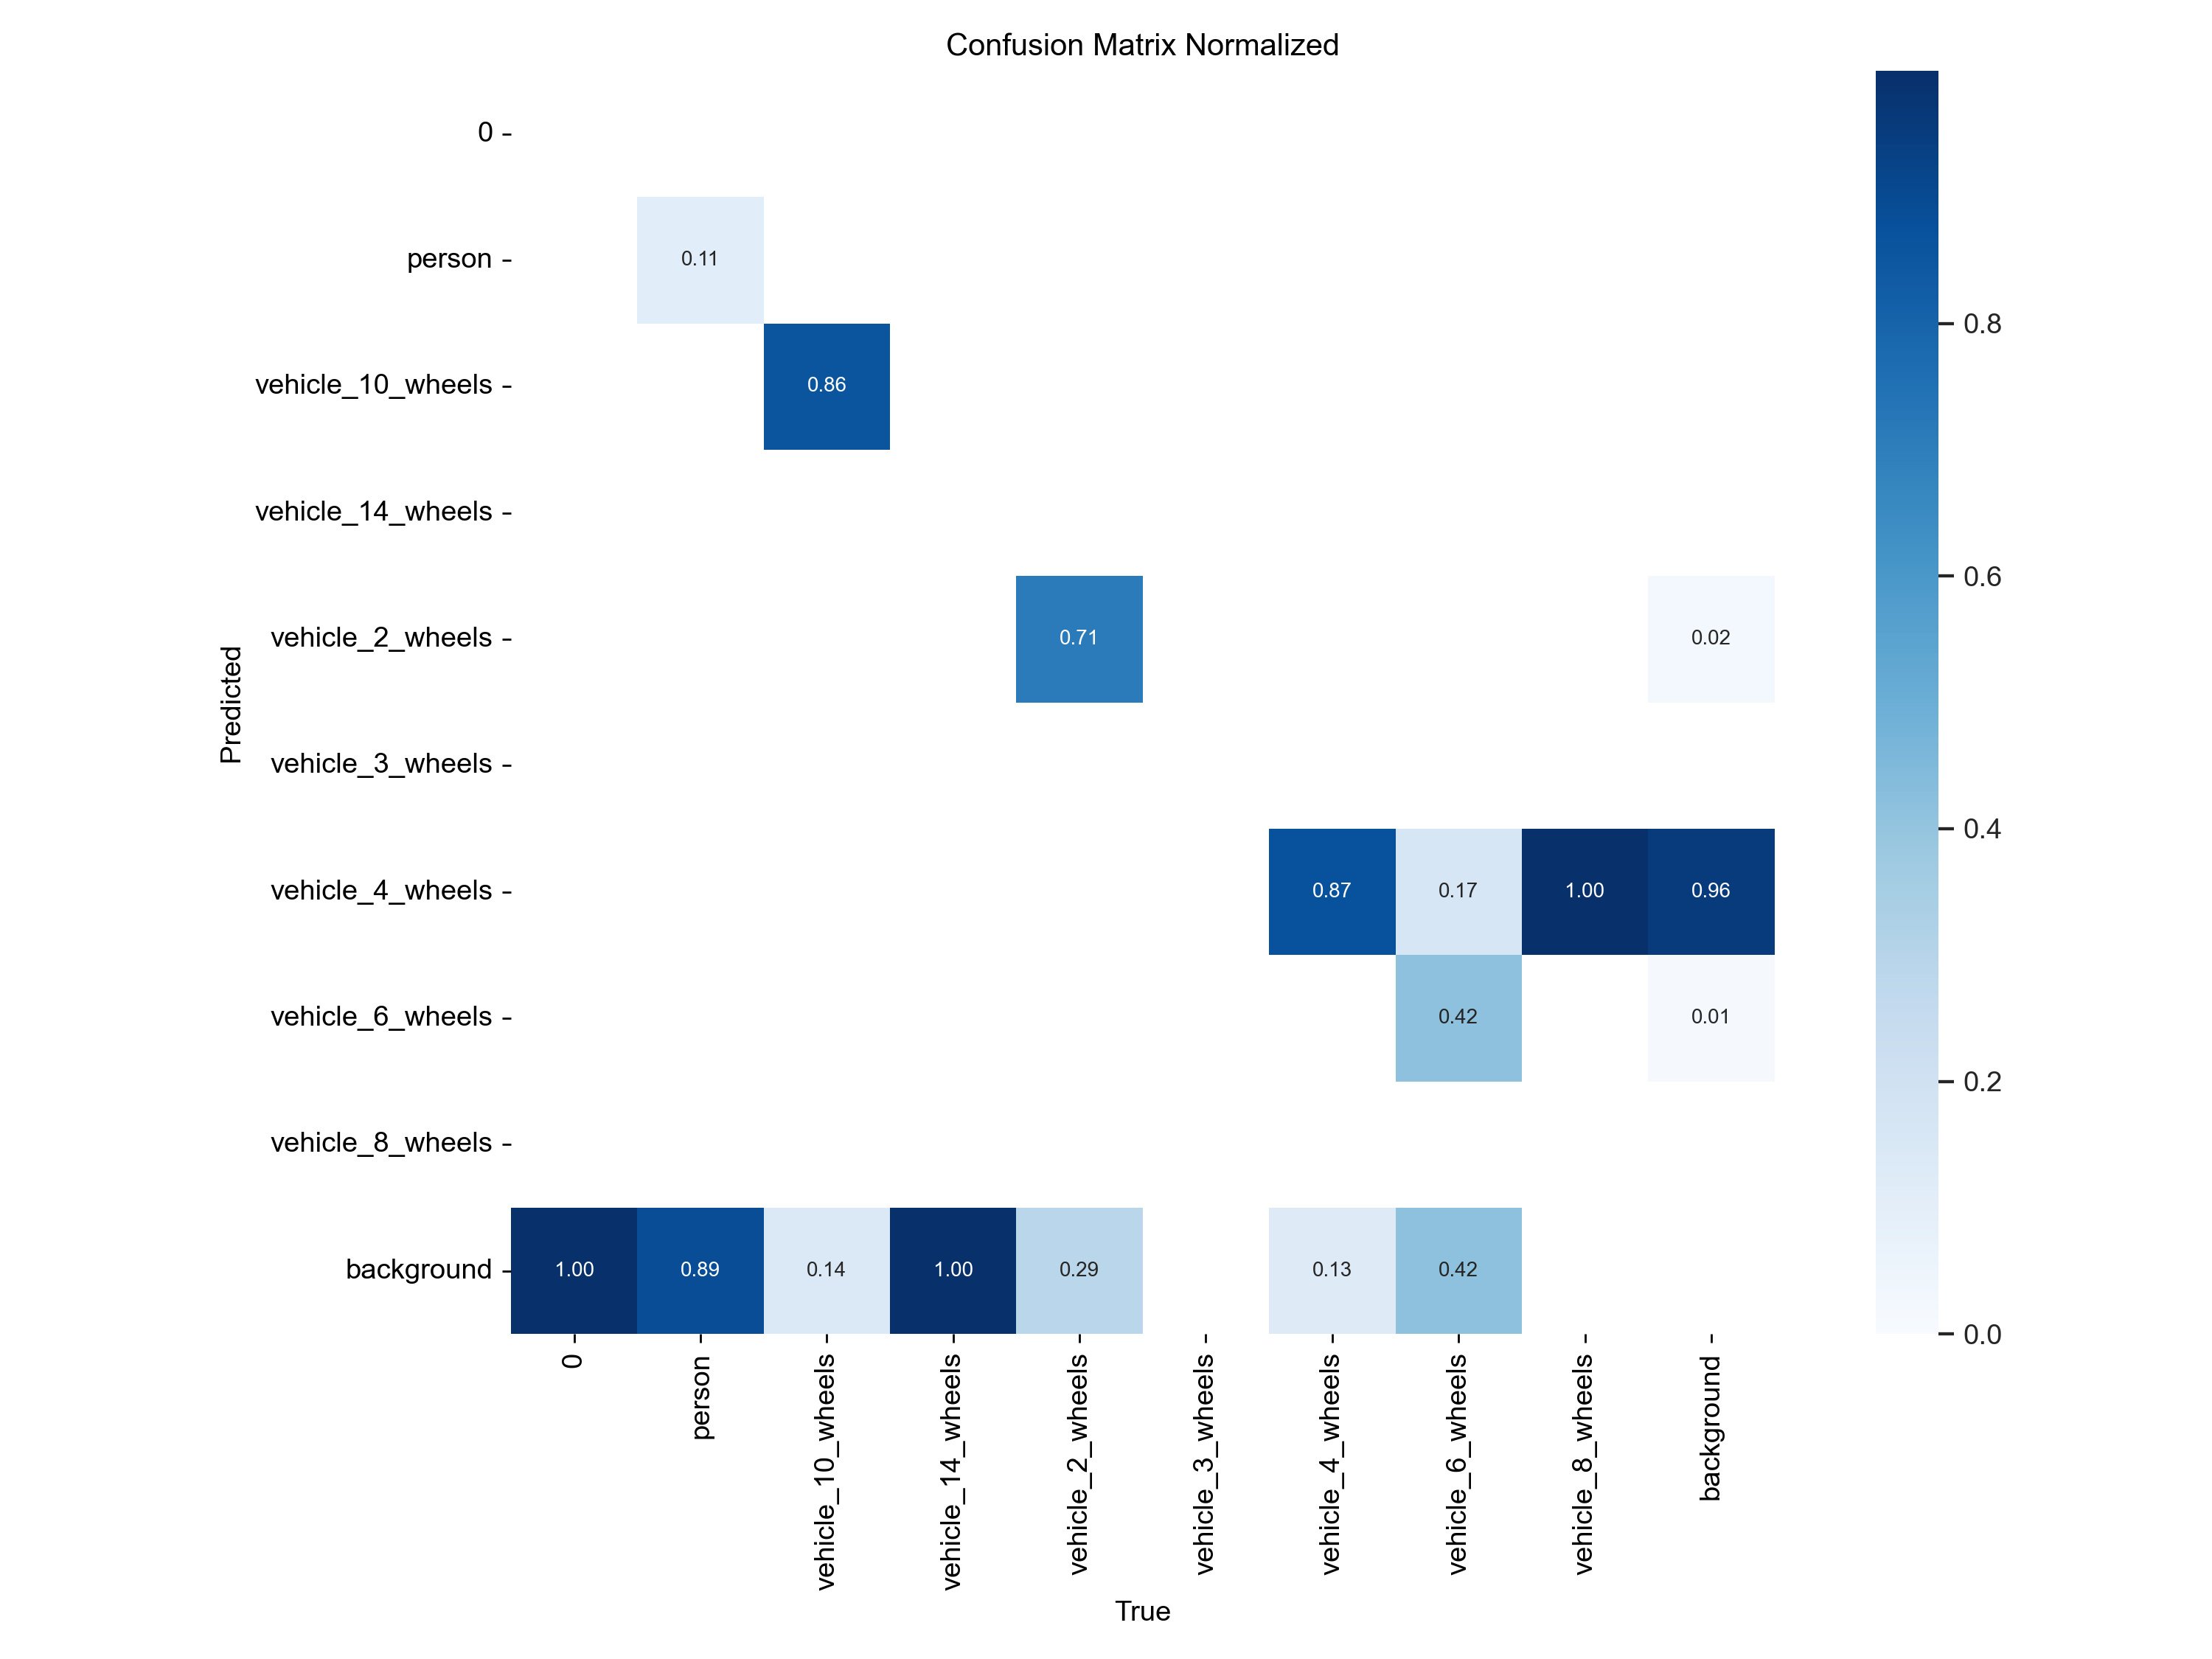 Confusion Matrix Normalized
0
person
0.11
vehicle_10_wheels
0.86
0.8
vehicle_14_wheels
0.6
vehicle_2_wheels
0.71
0.02
Predicted
vehicle_3_wheels
0.4
vehicle_4_wheels
0.87
0.17
1.00
0.96
vehicle_6_wheels
0.42
0.01
0.2
vehicle_8_wheels
background
1.00
0.89
0.14
1.00
0.29
0.13
0.42
0.0
0
person
vehicle_10_wheels
vehicle_14_wheels
vehicle_2_wheels
vehicle_3_wheels
vehicle_4_wheels
vehicle_6_wheels
vehicle_8_wheels
background
True